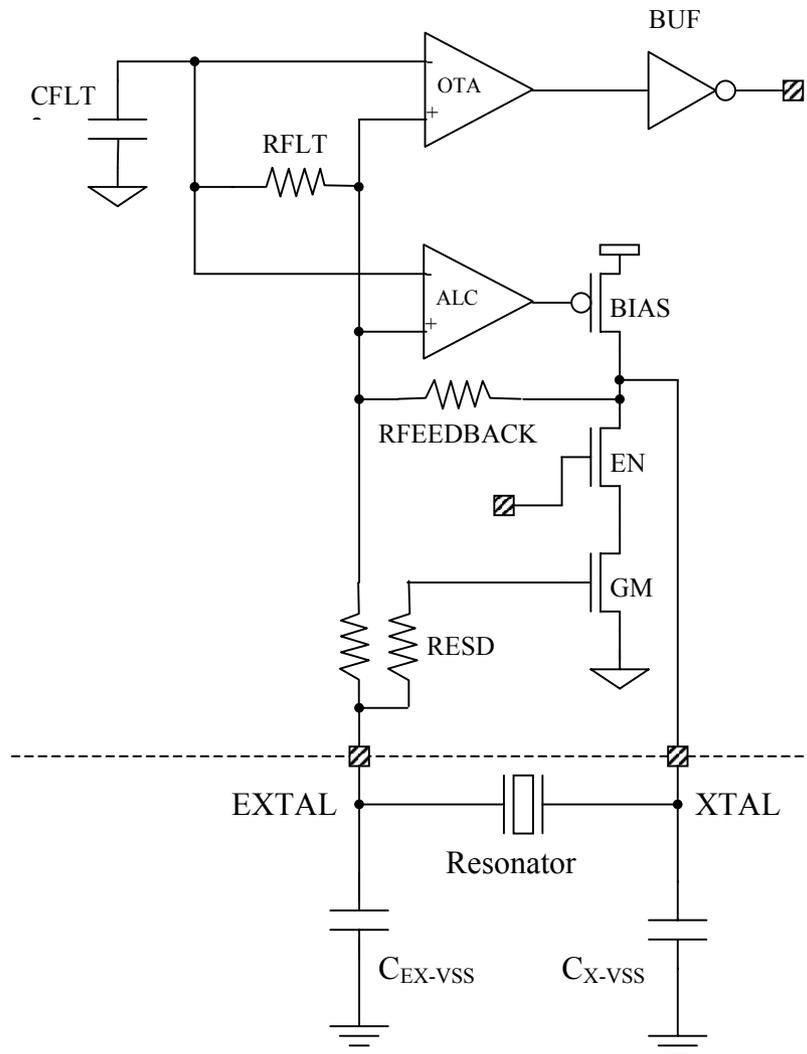 BUF
CFLT
OTA
-
+
RFLT
ALC
-
+
BIAS
RFEEDBACK
EN
GM
RESD
EXTAL
XTAL
Resonator
CEX-VSS
CX-VSS